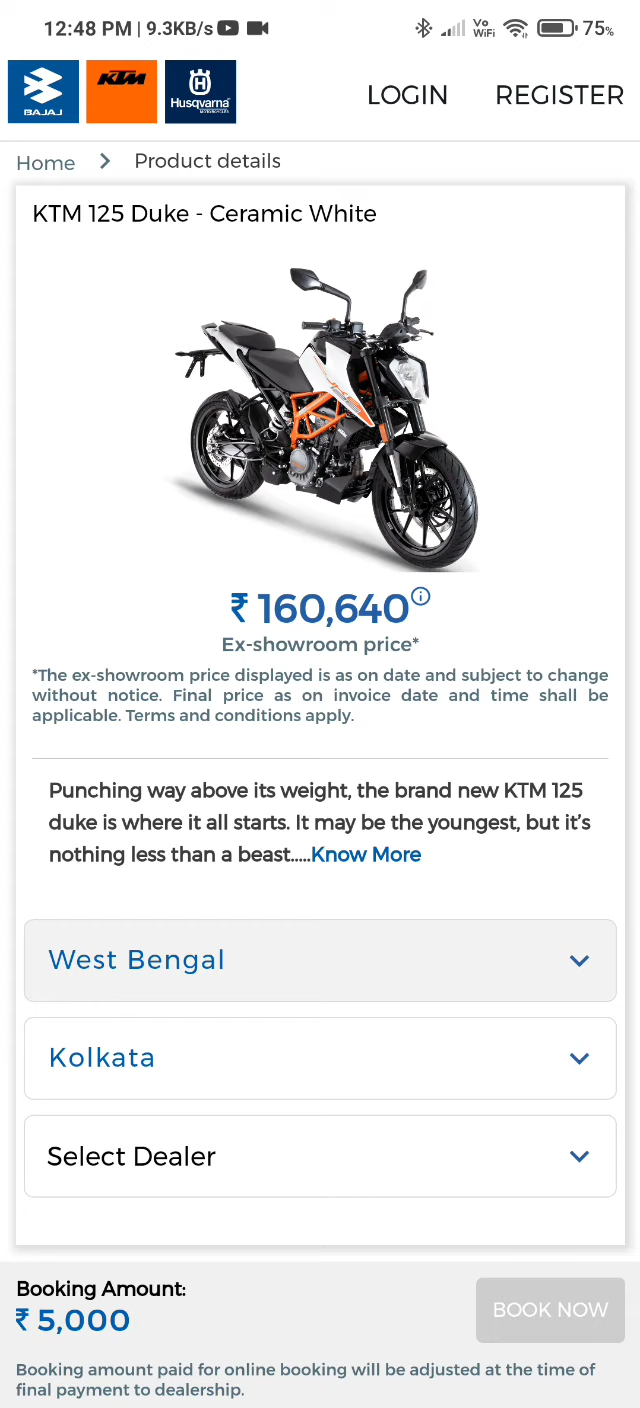 12:48 PM | 9.3KB/s
Vo
WiFi
75%
BAJAJ
KTM
Husqvarna
MOTORCYCLES
LOGIN
REGISTER
Home
Product details
KTM 125 Duke - Ceramic White
₹ 160,640
Ex-showroom price*
*The ex-showroom price displayed is as on date and subject to change
without notice. Final price as on invoice date and time shall be
applicable. Terms and conditions apply.
Punching way above its weight, the brand new KTM 125
duke is where it all starts. It may be the youngest, but it’s
nothing less than a beast.....Know More
West Bengal
Kolkata
Select Dealer
Booking Amount:
₹ 5,000
BOOK NOW
Booking amount paid for online booking will be adjusted at the time of
final payment to dealership.